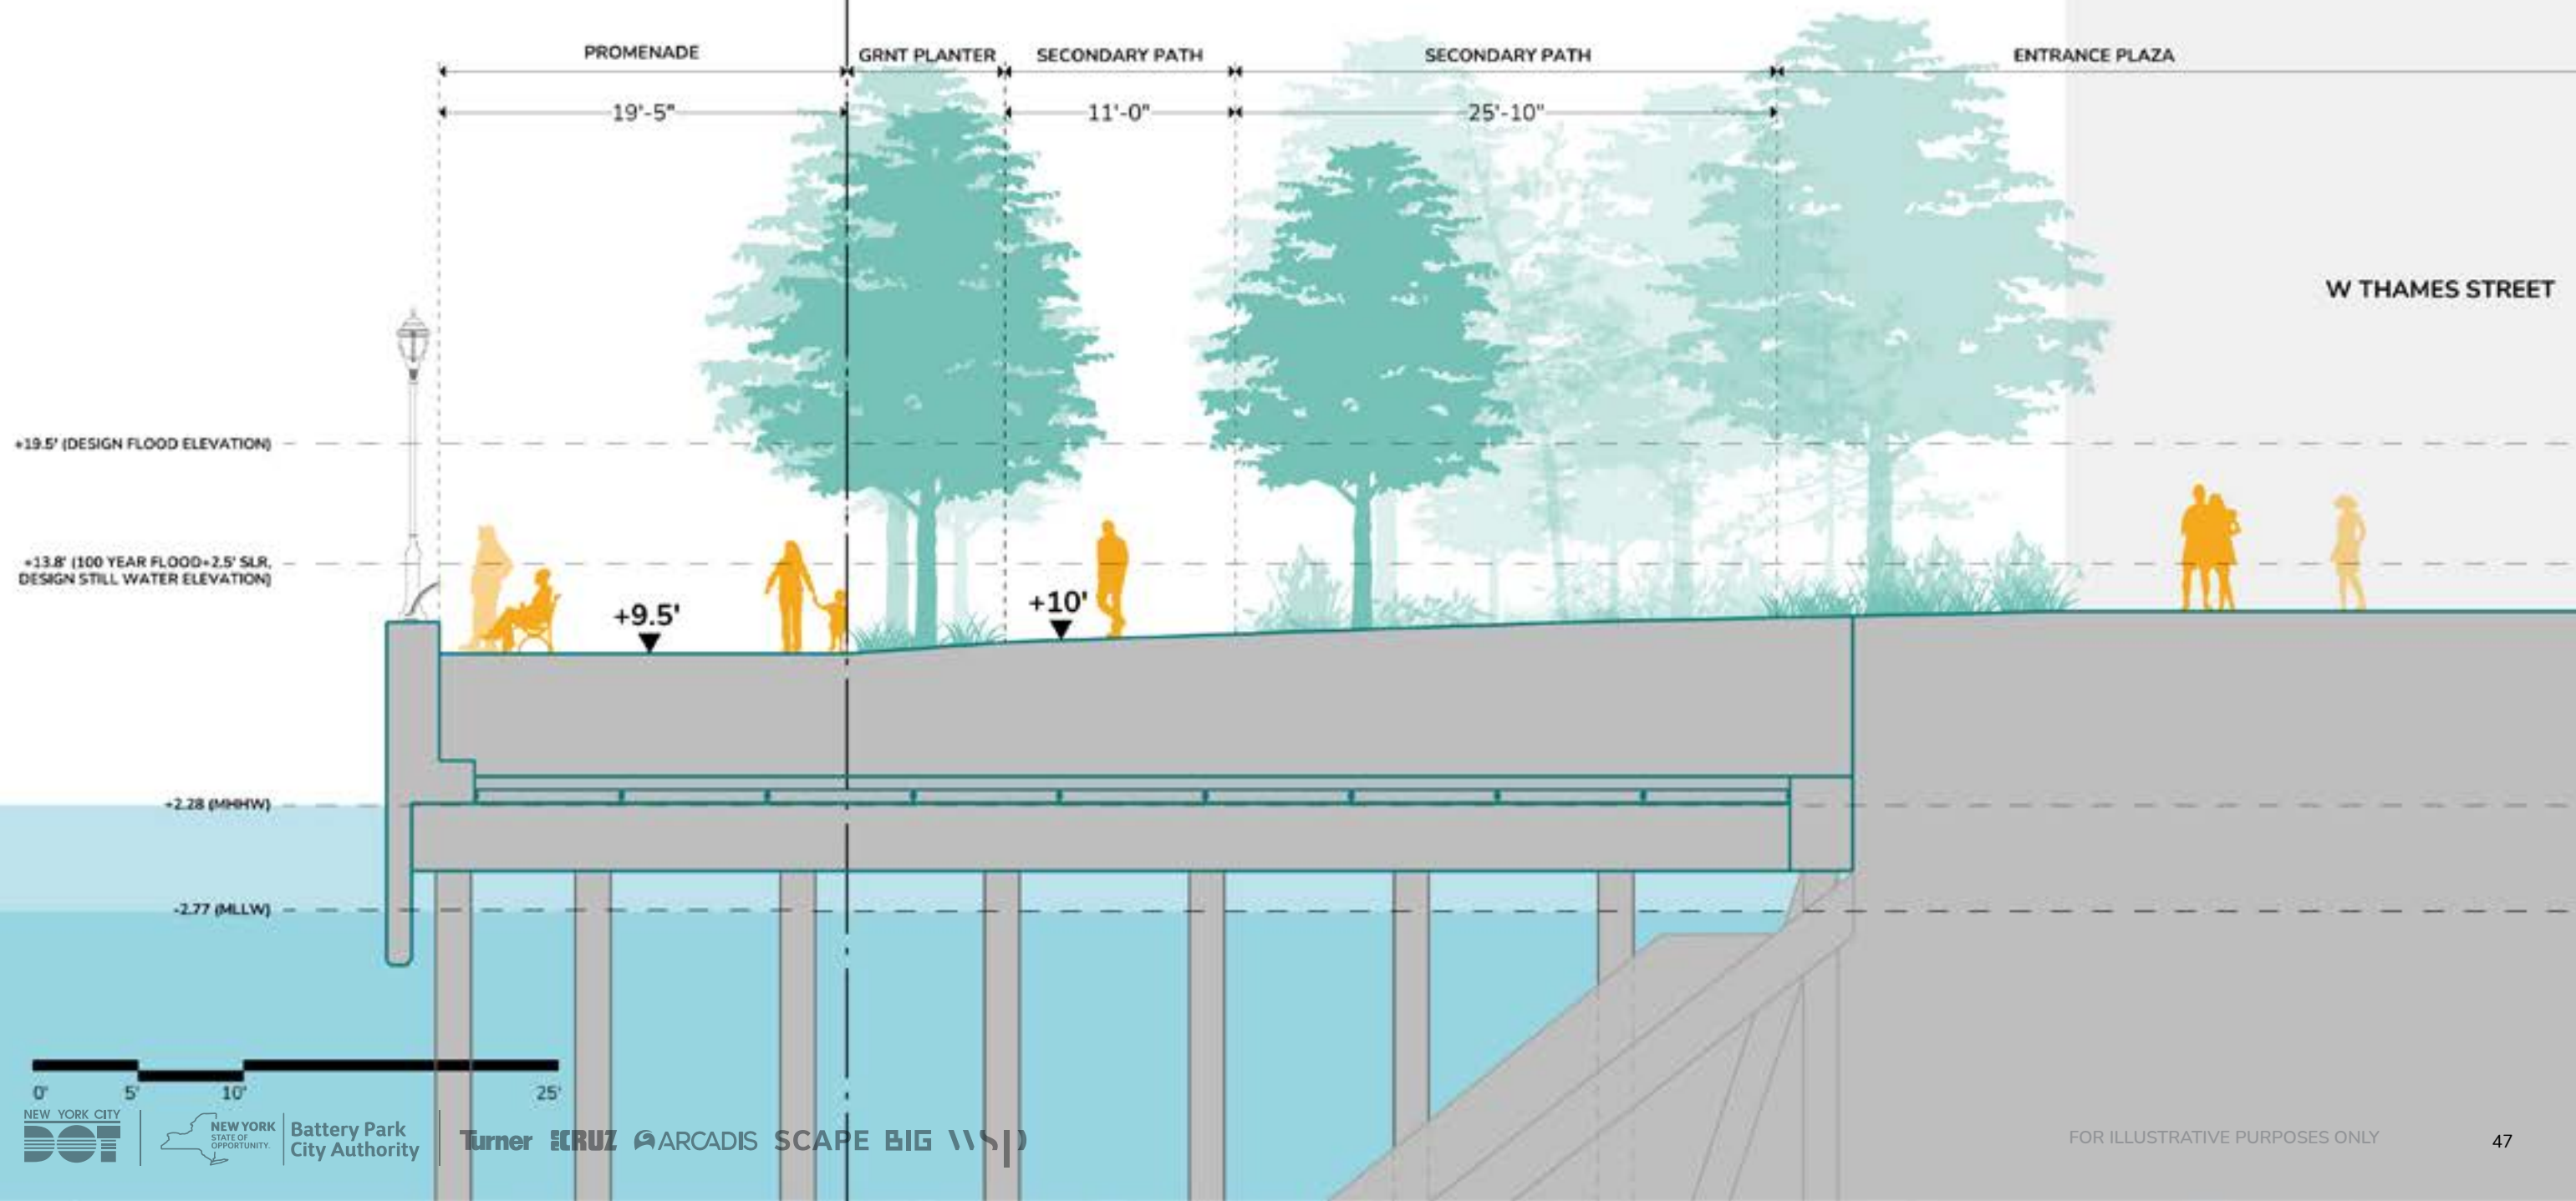 PROMENADE
GRNT PLANTER
SECONDARY PATH
SECONDARY PATH
ENTRANCE PLAZA
19'-5"
11'-0"
25'-10"
W THAMES STREET
+19.5' (DESIGN FLOOD ELEVATION)
+13.8' (100 YEAR FLOOD+2.5' SLR,
DESIGN STILL WATER ELEVATION)
+9.5'
+10'
+2.28 (MHHW)
-2.77 (MLLW)
0'
5'
10'
25'
NEW YORK CITY
DOT
NEW YORK
STATE OF
OPPORTUNITY.
Battery Park
City Authority
Turner
CRUZ
ARCADIS
SCAPE
BIG
wsp
FOR ILLUSTRATIVE PURPOSES ONLY
47